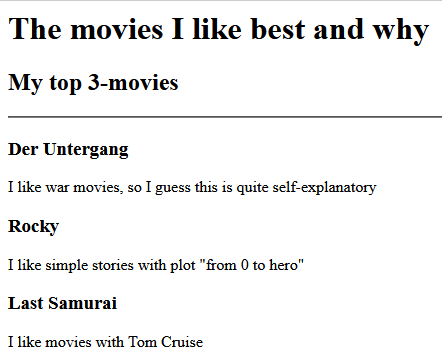 The movies I like best and why
My top 3-movies
Der Untergang
I like war movies, so I guess this is quite self-explanatory
Rocky
I like simple stories with plot "from 0 to hero"
Last Samurai
I like movies with Tom Cruise